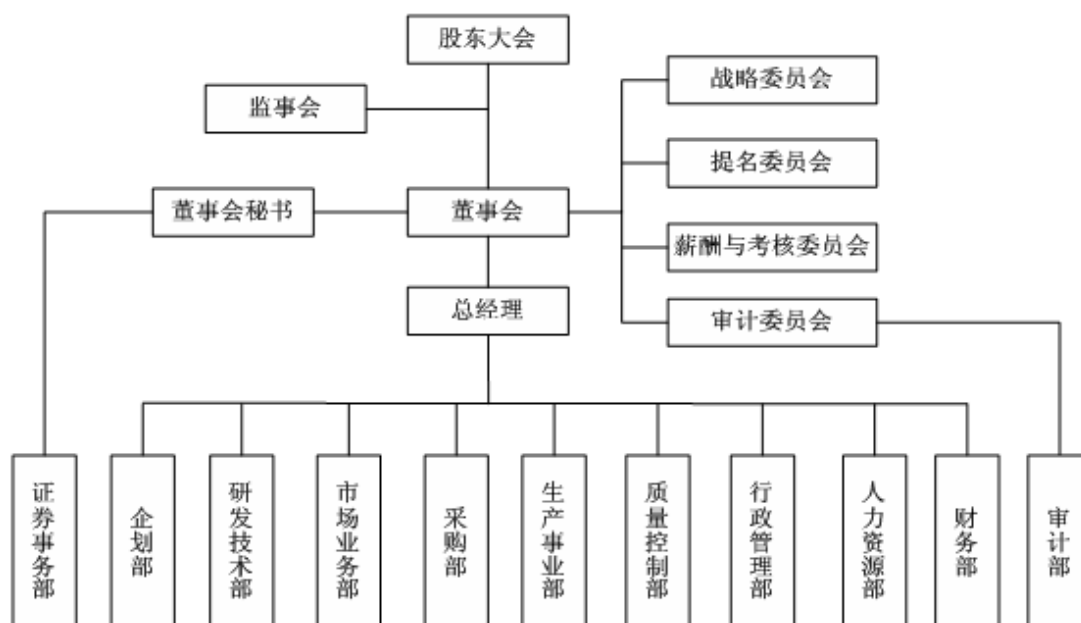 股东大会
战略委员会
监事会
提名委员会
董事会秘书
董事会
薪酬与考核委员会
总经理
审计委员会
证券事务部
企划部
研发技术部
市场业务部
采购部
生产事业部
质量控制部
行政管理部
人力资源部
财务部
审计部